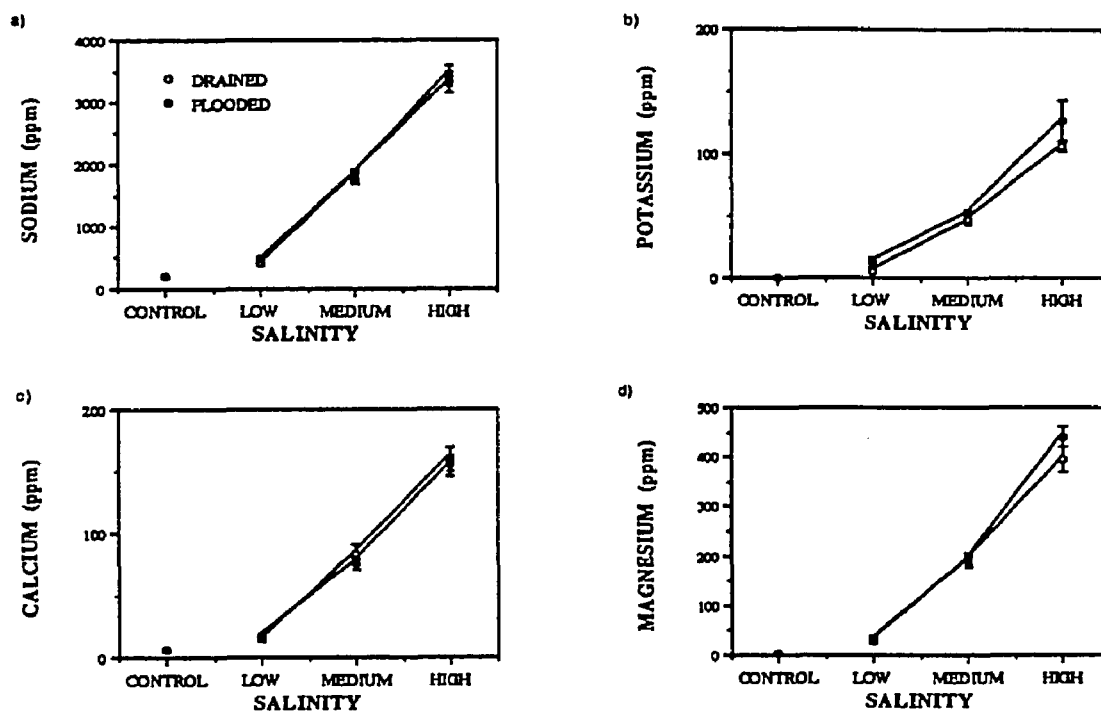 a)
SODIUM (ppm)
4000
3000
2000
1000
0
DRAINED
FLOODED
CONTROL LOW MEDIUM HIGH
SALINITY
b)
POTASSIUM (ppm)
200
100
0
CONTROL LOW MEDIUM HIGH
SALINITY
c)
CALCIUM (ppm)
200
100
0
CONTROL LOW MEDIUM HIGH
SALINITY
d)
MAGNESIUM (ppm)
500
400
300
200
100
0
CONTROL LOW MEDIUM HIGH
SALINITY